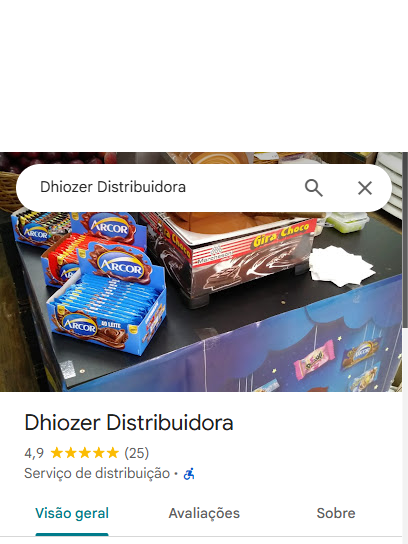 Dhiozer Distribuidora
ARCOR
Gira Choco
ARCOR
ARCOR
AO LEITE
Dhiozer Distribuidora
4,9 ★★★★★ (25)
Serviço de distribuição ·
Visão geral Avaliações Sobre